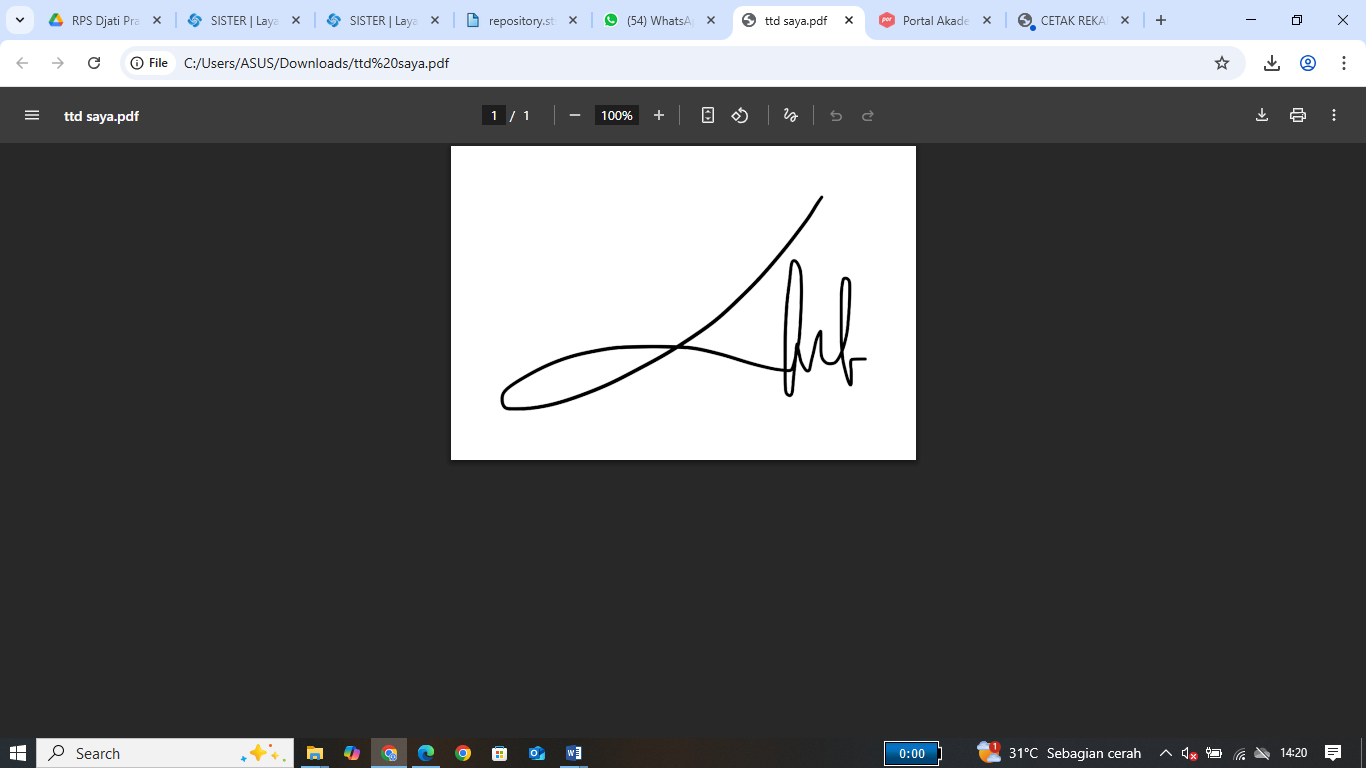 RPS Djati Pra
SISTER | Laya
SISTER | Laya
repository.st
(54) WhatsA
ttd saya.pdf
Portal Akade
CETAK REKA
File
C:/Users/ASUS/Downloads/ttd%20saya.pdf
ttd saya.pdf
1 / 1
100%
Search
0:00
1
31°C Sebagian cerah
14:20